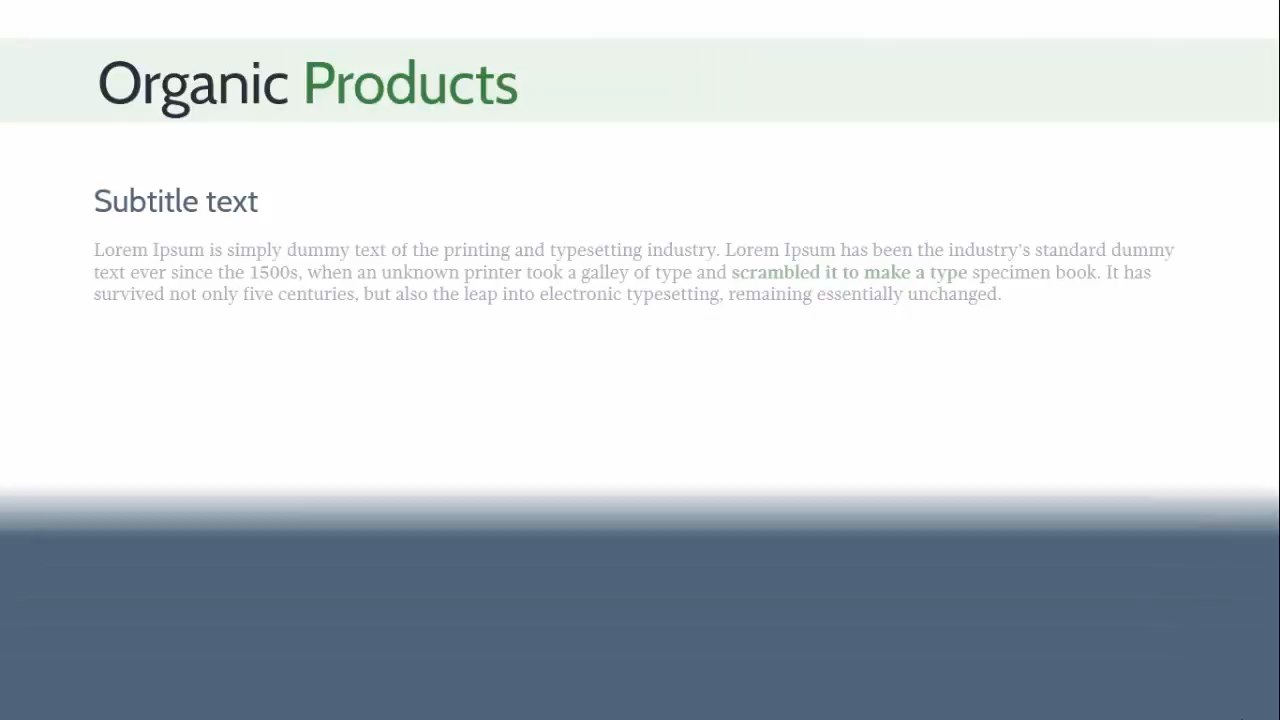 Organic Products
Subtitle text
Lorem Ipsum is simply dummy text of the printing and typesetting industry. Lorem Ipsum has been the industry's standard dummy
text ever since the 1500s, when an unknown printer took a galley of type and scrambled it to make a type specimen book. It has
survived not only five centuries, but also the leap into electronic typesetting, remaining essentially unchanged.